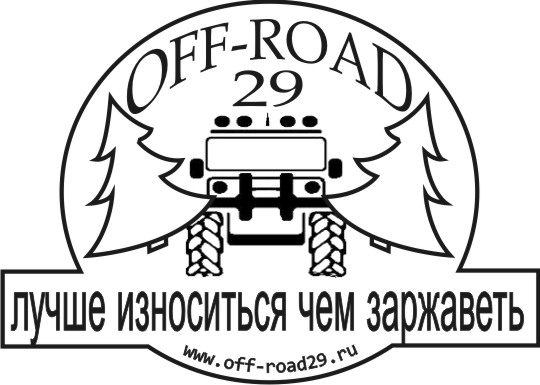 OFF-ROAD
29
лучше износиться чем заржаветь
www.off-road29.ru